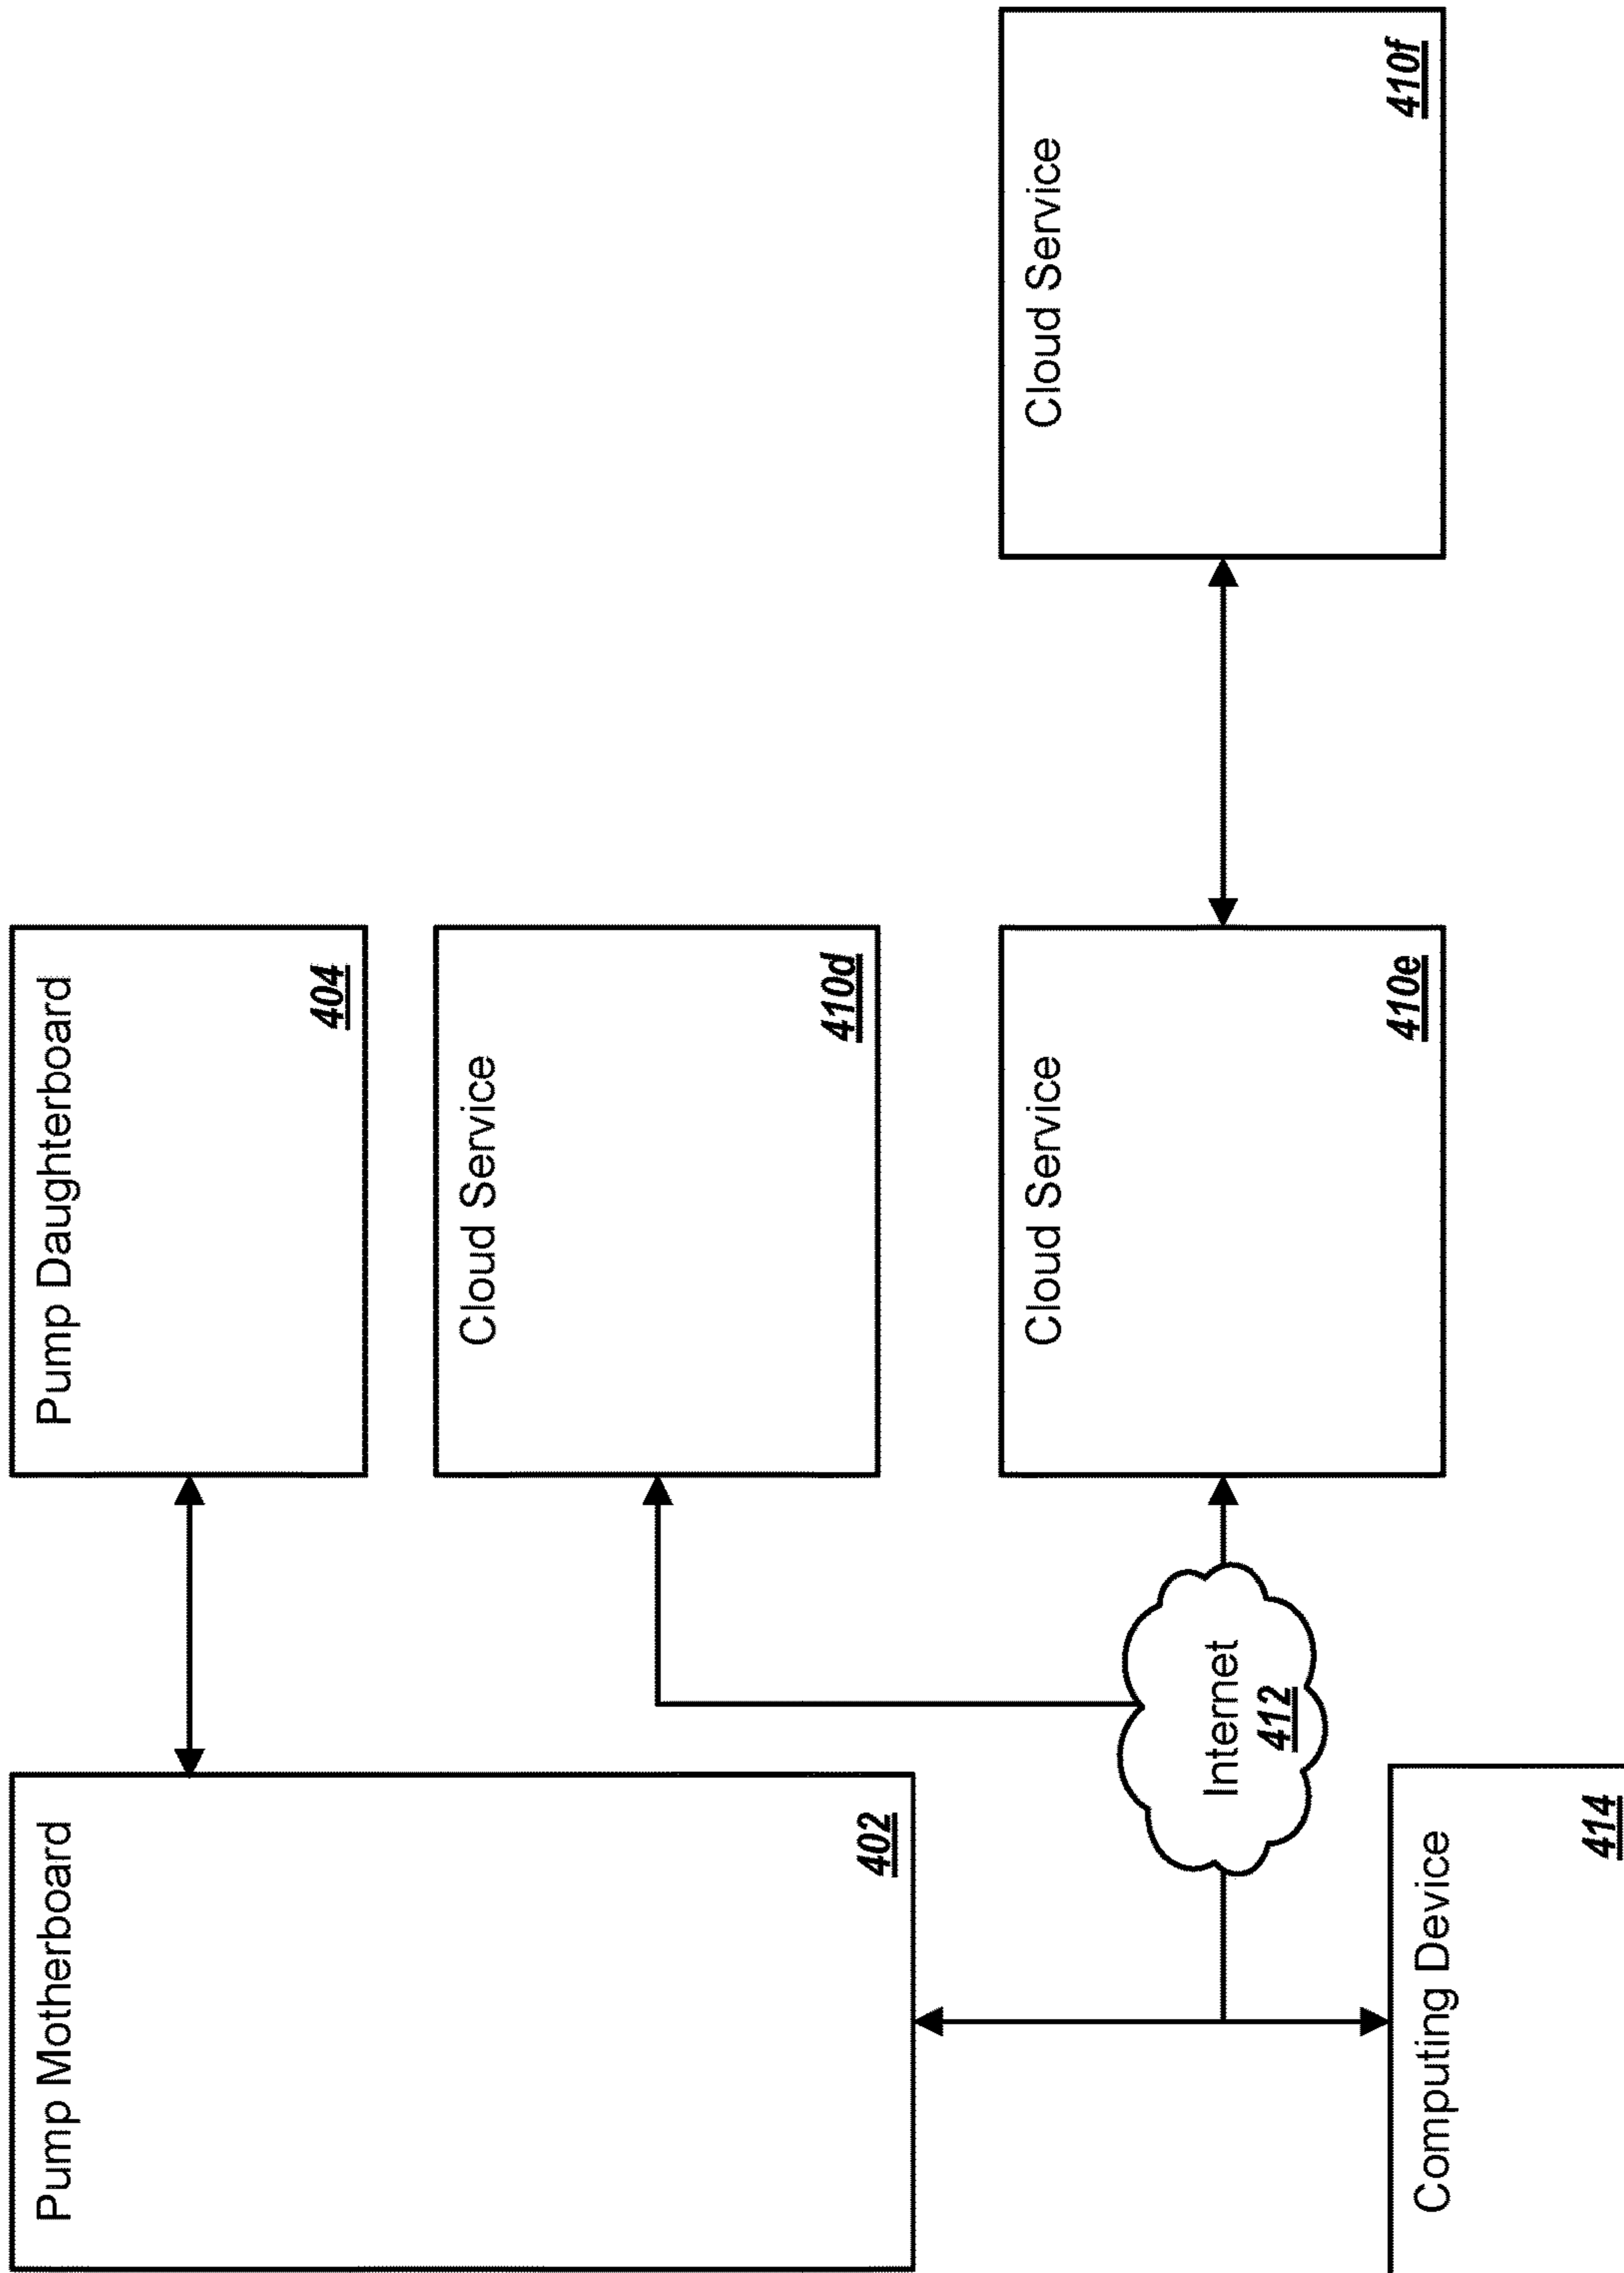 Pump Motherboard
402
Pump Daughterboard
404
Cloud Service
410d
Internet
412
Cloud Service
410e
Cloud Service
410f
Computing Device
414